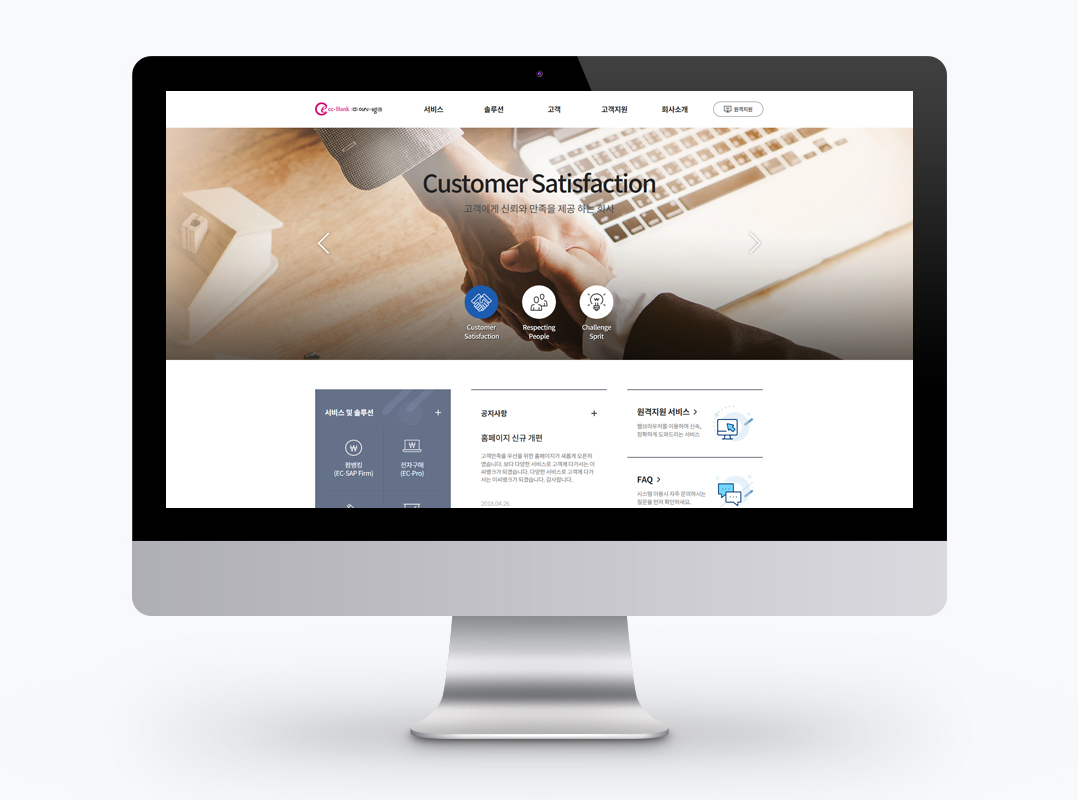 ec-Bank (주)이씨뱅크
서비스
솔루션
고객
고객지원
회사소개
원격지원
Customer Satisfaction
고객에게 신뢰와 만족을 제공 하는 회사
Customer
Satisfaction
Respecting
People
Challenge
Sprit
서비스 및 솔루션
+
펌뱅킹
(EC-SAP Firm)
전자구매
(EC-Pro)
공지사항
+
홈페이지 신규 개편
고객만족을 우선을 위한 홈페이지가 새롭게 오픈하
였습니다. 보다 다양한 서비스로 고객께 다가서는 이
씨뱅크가 되겠습니다. 다양한 서비스로 고객께 다가
서는 이씨뱅크가 되겠습니다. 감사합니다.
2018.04.26
원격지원 서비스 >
웹브라우저를 이용하여 신속,
정확하게 도와드리는 서비스
FAQ >
시스템 이용시 자주 문의하시는
질문을 먼저 확인하세요.